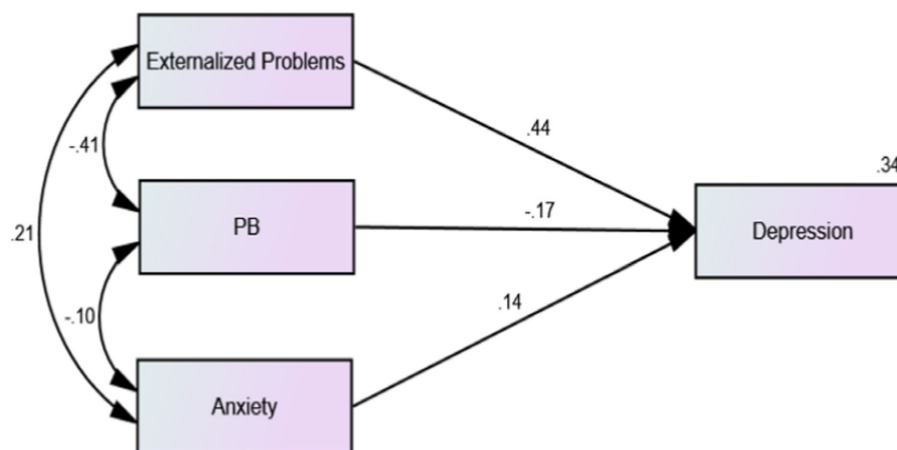 Externalized Problems
.44
-.41
.34
PB
-.17
Depression
.21
-.10
.14
Anxiety